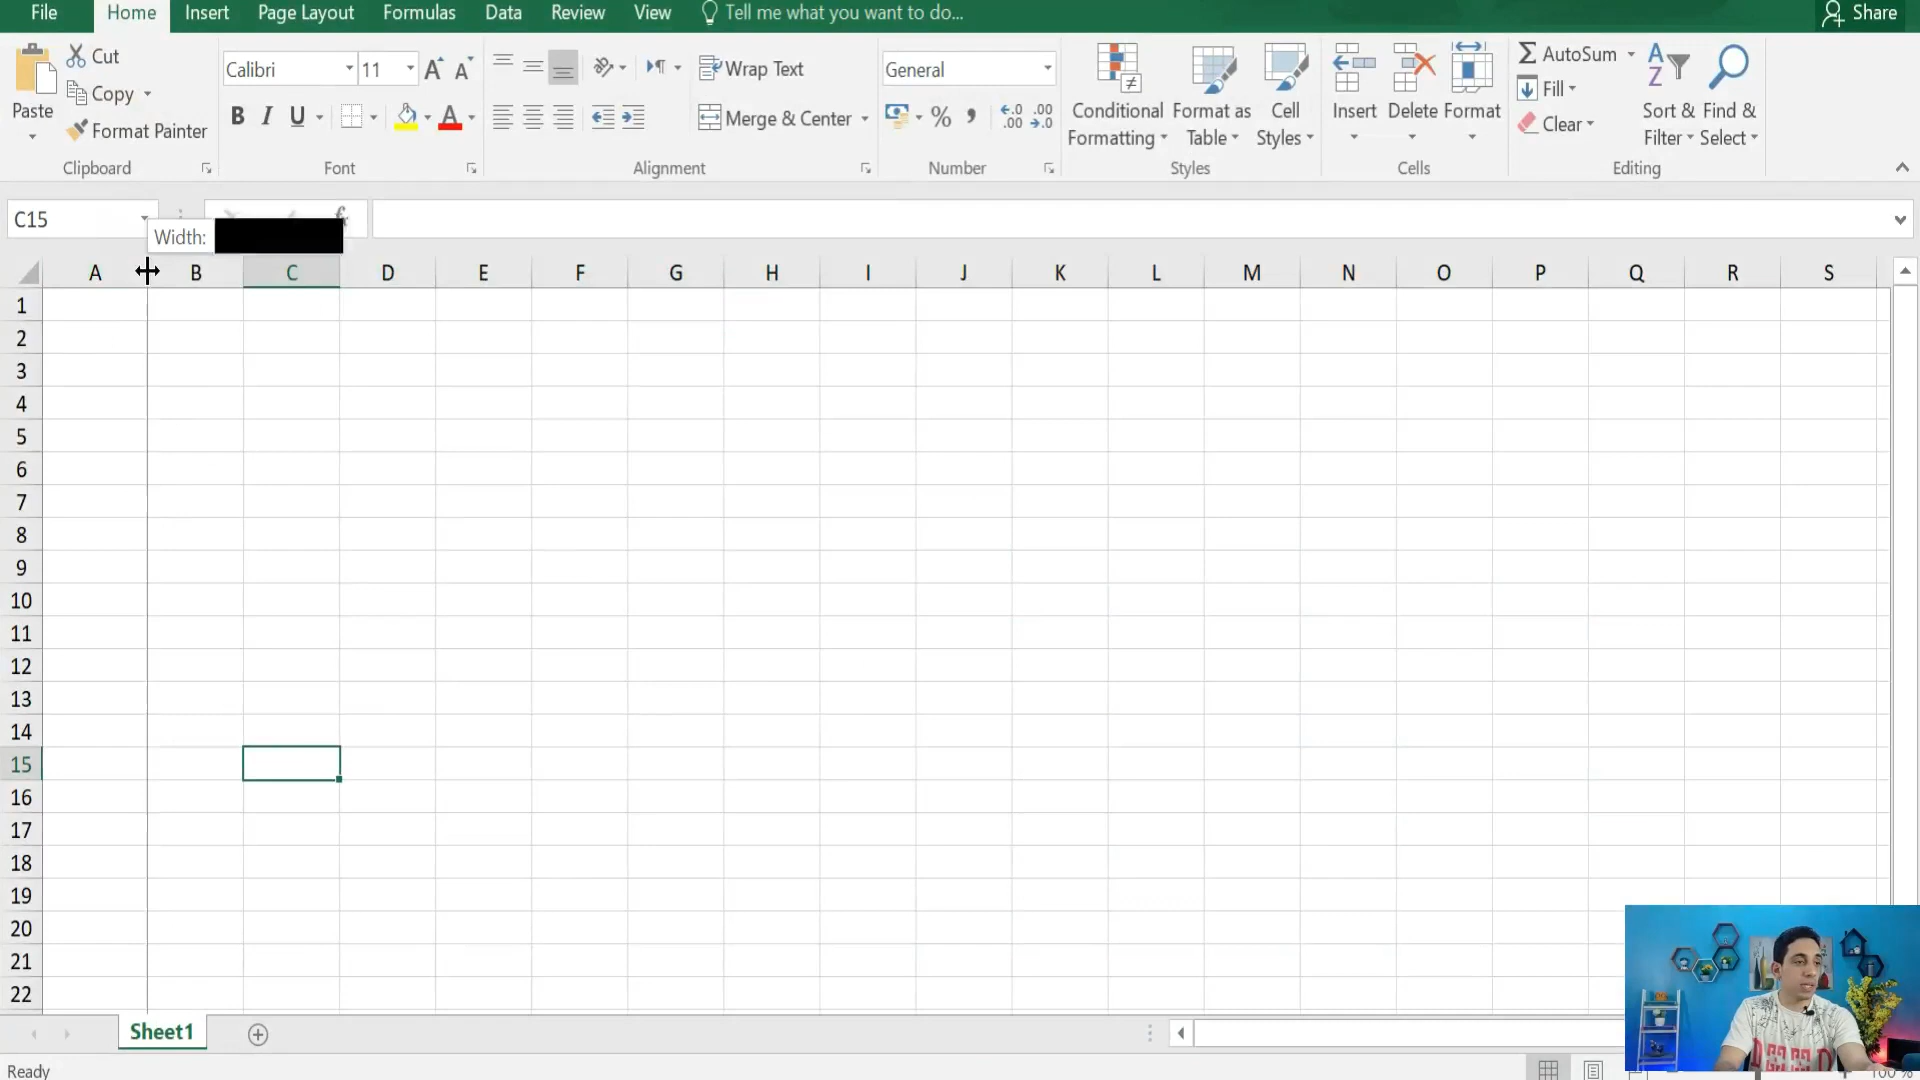 File Home Insert Page Layout Formulas Data Review View Tell me what you want to do... Share
Cut
Copy
Format Painter
Paste
Clipboard
Calibri 11
B I U
Font
Wrap Text
Merge & Center
Alignment
General
% ,
Number
Conditional Formatting
Format as Table
Cell Styles
Styles
Insert Delete Format
Cells
AutoSum
Fill
Clear
Sort & Filter
Find & Select
Editing
C15
Width:
A B C D E F G H I J K L M N O P Q R S
1
2
3
4
5
6
7
8
9
10
11
12
13
14
15
16
17
18
19
20
21
22
Sheet1
Ready
100 %